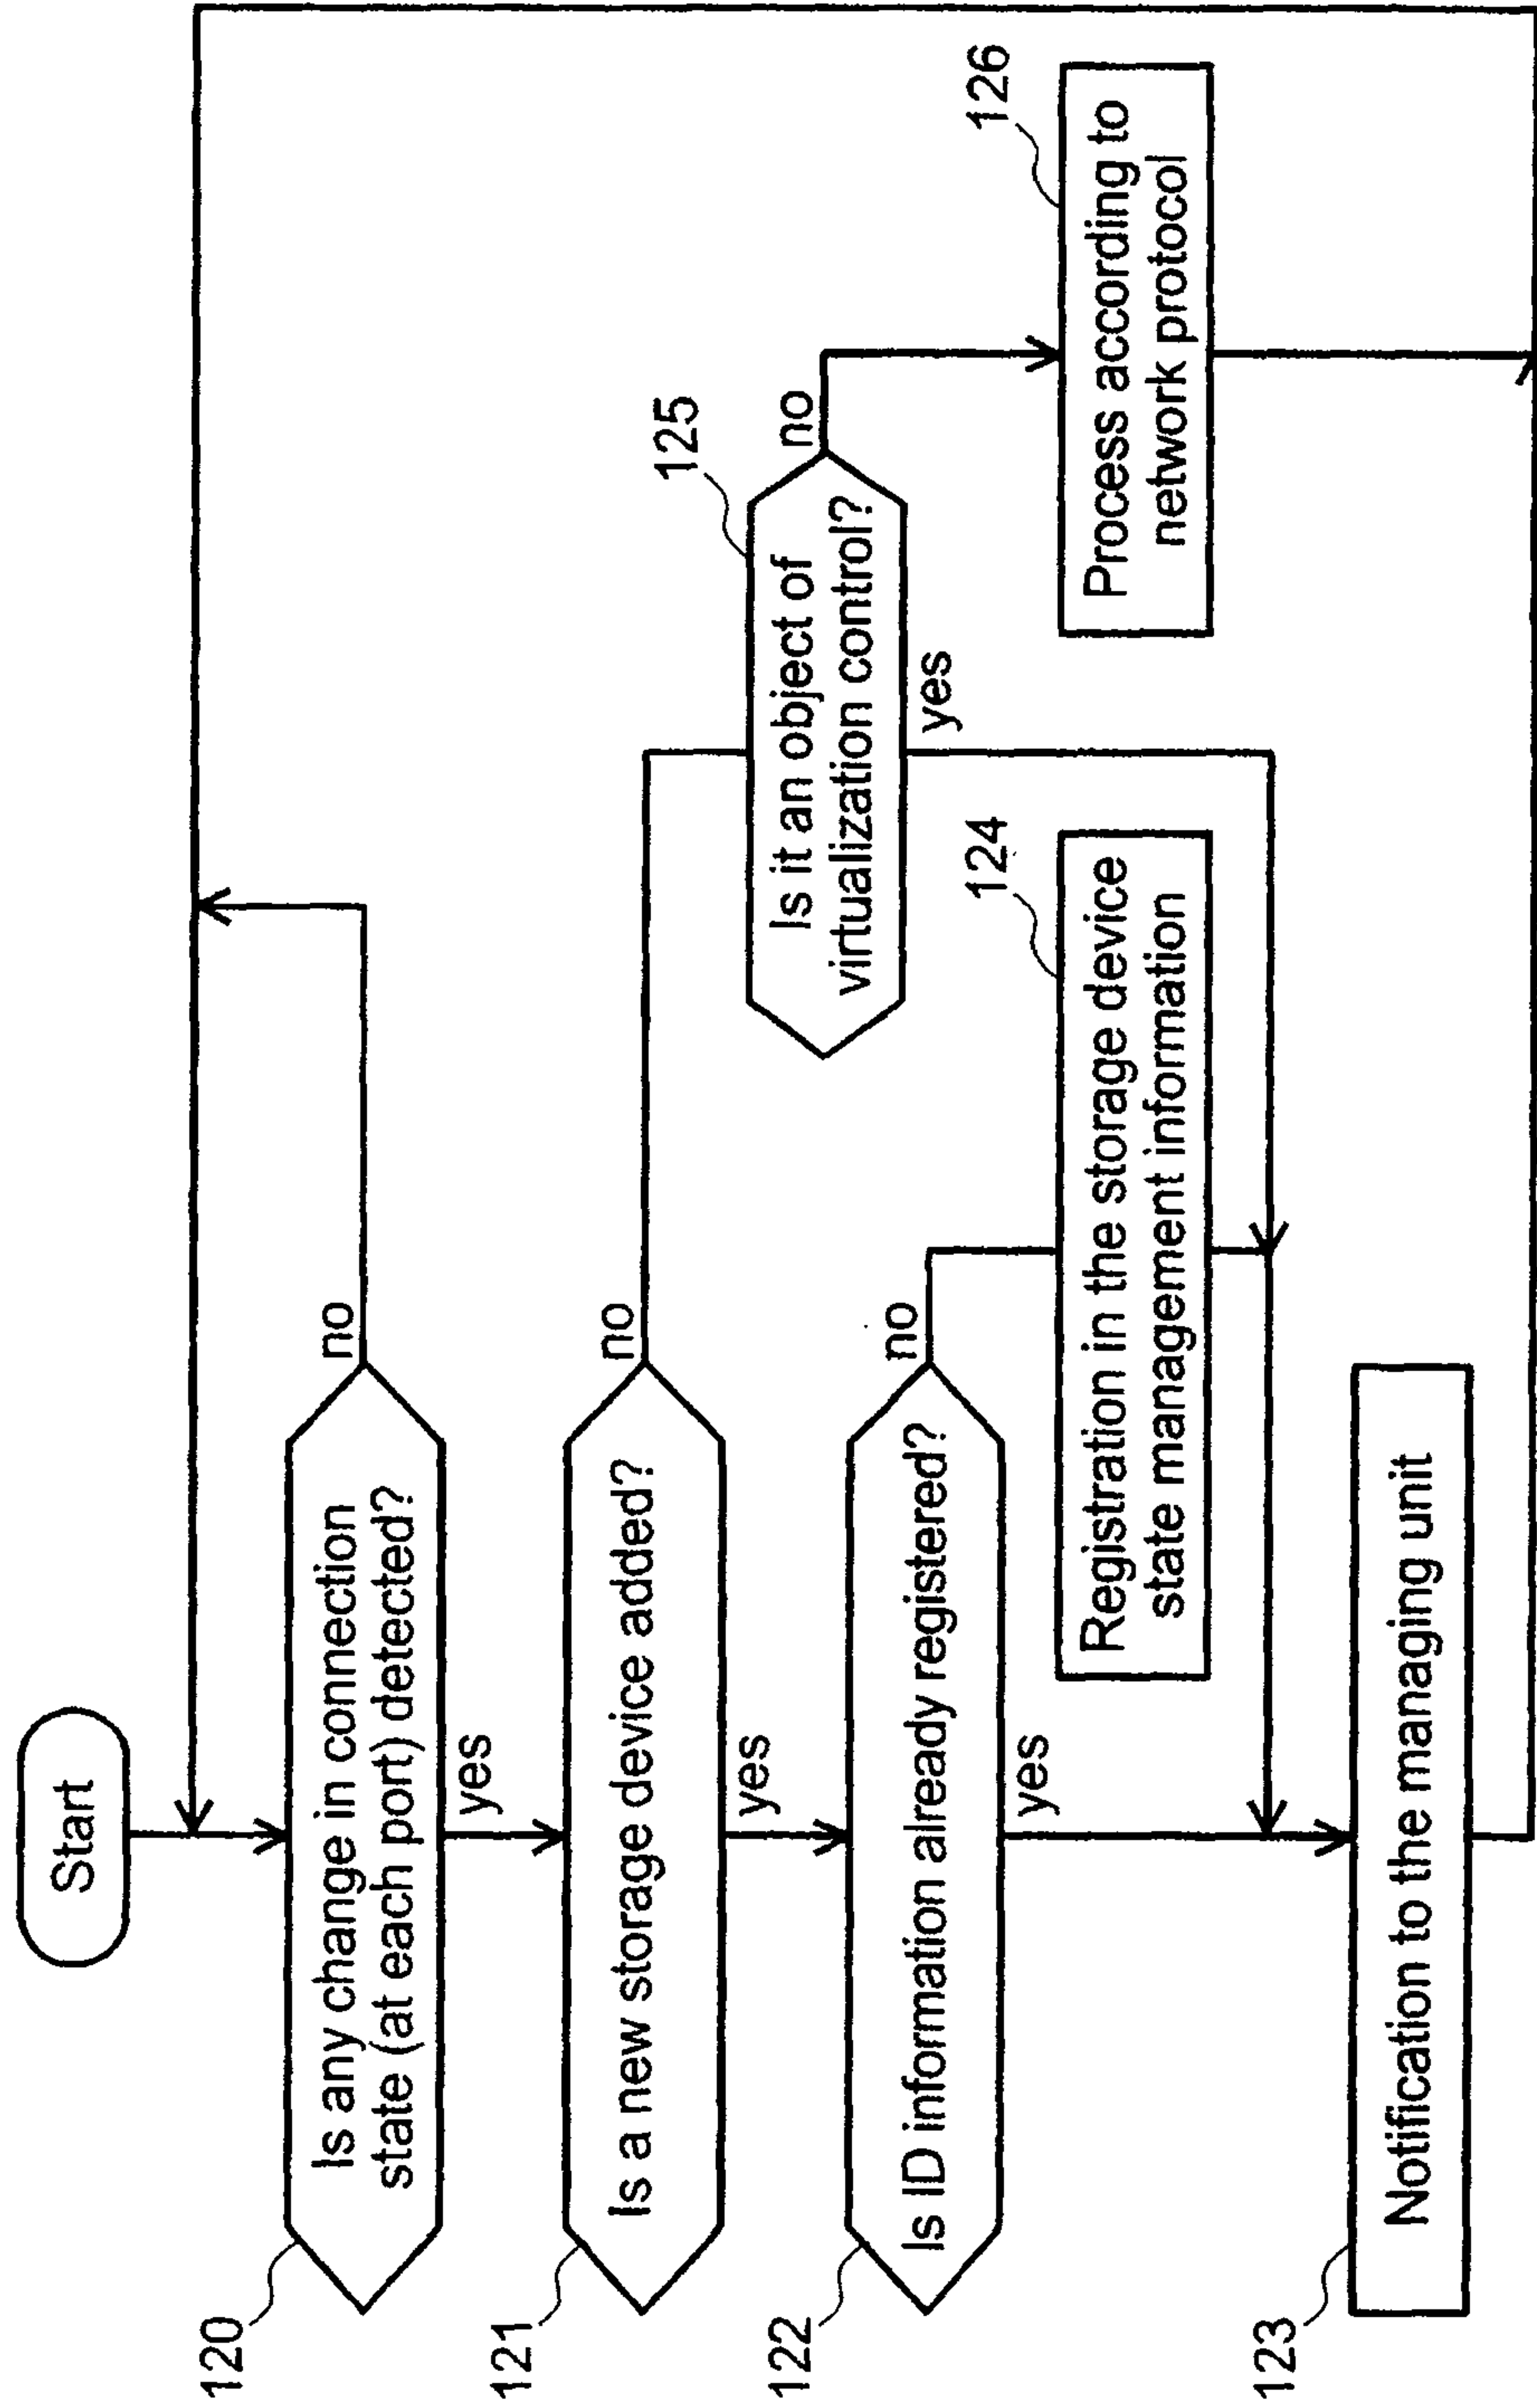 Start
120
Is any change in connection
state (at each port) detected?
no
yes
121
Is a new storage device added?
no
yes
125
Is it an object of
virtualization control?
no
yes
122
Is ID information already registered?
no
yes
124
Registration in the storage device
state management information
126
Process according to
network protocol
123
Notification to the managing unit